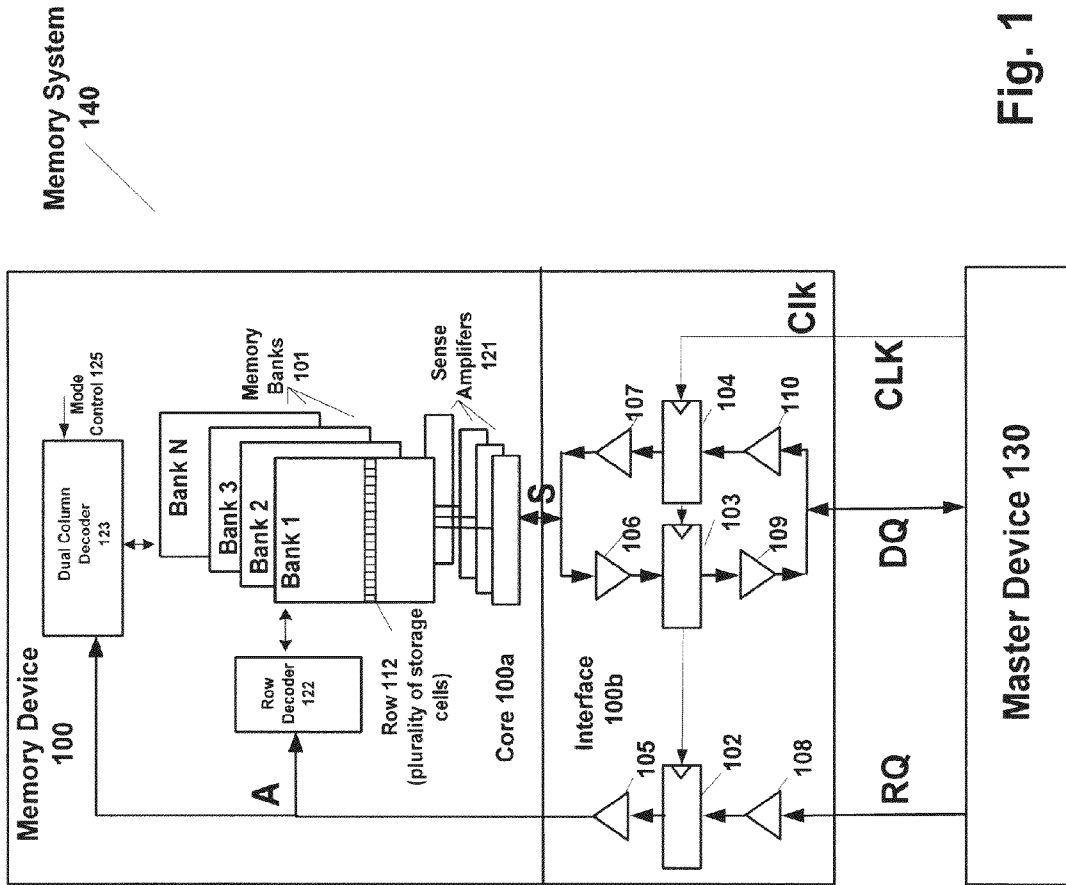 Memory System
140
Fig. 1
Memory Device
100
Dual Column
Decoder
123
Mode
Control 125
Bank N
Bank 3
Bank 2
Bank 1
Memory
Banks
101
Row
Decoder
122
Row 112
(plurality of storage
cells)
Sense
Amplifers
121
Core 100a
A
S
Interface
100b
105
102
108
106
103
109
107
104
110
Clk
RQ
DQ
CLK
Master Device 130